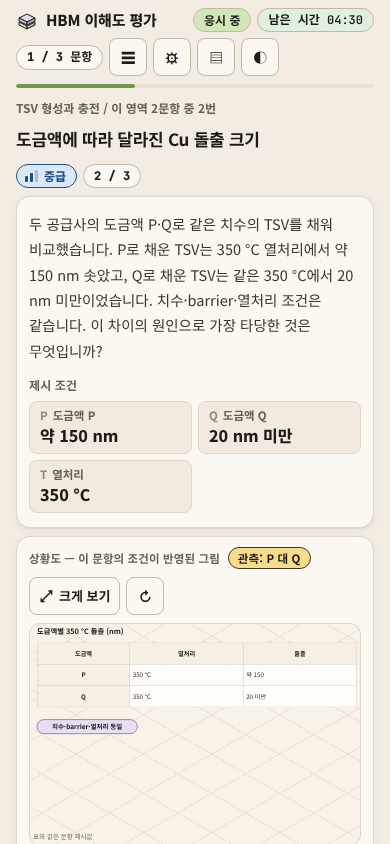 HBM 이해도 평가
응시 중
남은 시간 04:30
1 / 3 문항
TSV 형성과 충전 / 이 영역 2문항 중 2번
도금액에 따라 달라진 Cu 돌출 크기
중급
2 / 3
두 공급사의 도금액 P·Q로 같은 치수의 TSV를 채워
비교했습니다. P로 채운 TSV는 350 °C 열처리에서 약
150 nm 솟았고, Q로 채운 TSV는 같은 350 °C에서 20
nm 미만이었습니다. 치수·barrier·열처리 조건은
같습니다. 이 차이의 원인으로 가장 타당한 것은
무엇입니까?
제시 조건
P 도금액 P
약 150 nm
Q 도금액 Q
20 nm 미만
T 열처리
350 °C
상황도 — 이 문항의 조건이 반영된 그림
관측: P 대 Q
크게 보기
도금액별 350 °C 돌출 (nm)
도금액 열처리 돌출
P 350 °C 약 150
Q 350 °C 20 미만
치수·barrier·열처리 동일
표의 값은 문항 제시값